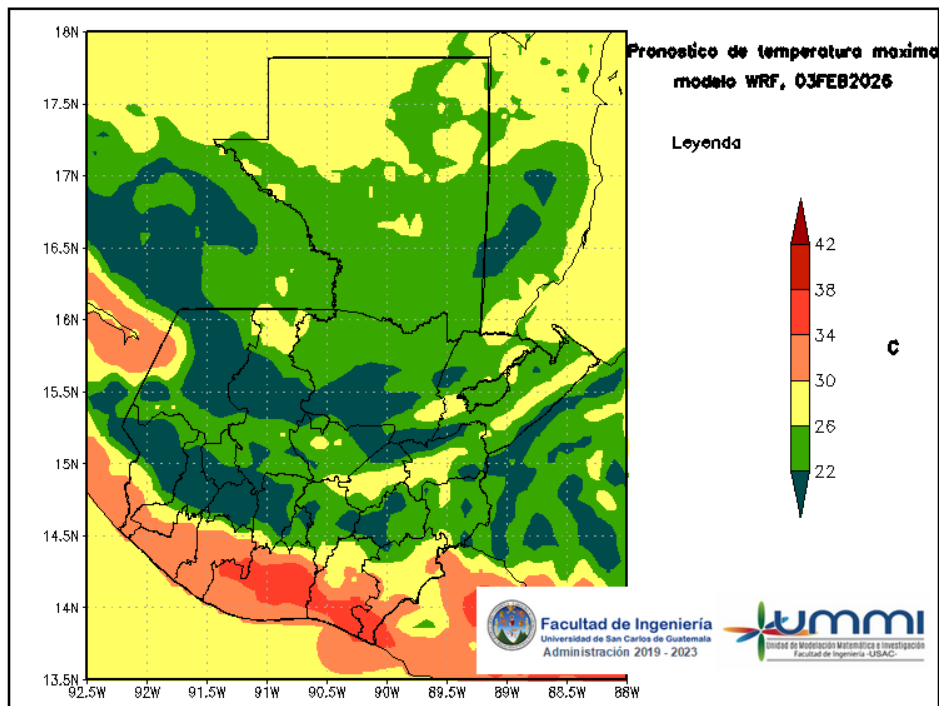 Pronostico de temperatura maxima
modelo WRF, 03FEB2026
Leyenda
42
38
34
30
26
22
C
18N
17.5N
17N
16.5N
16N
15.5N
15N
14.5N
14N
13.5N
92.5W
92W
91.5W
91W
90.5W
90W
89.5W
89W
88.5W
88W
Facultad de Ingeniería
Universidad de San Carlos de Guatemala
Administración 2019 - 2023
ummi
Unidad de Modelación Matemática e Investigación
Facultad de Ingeniería -USAC-